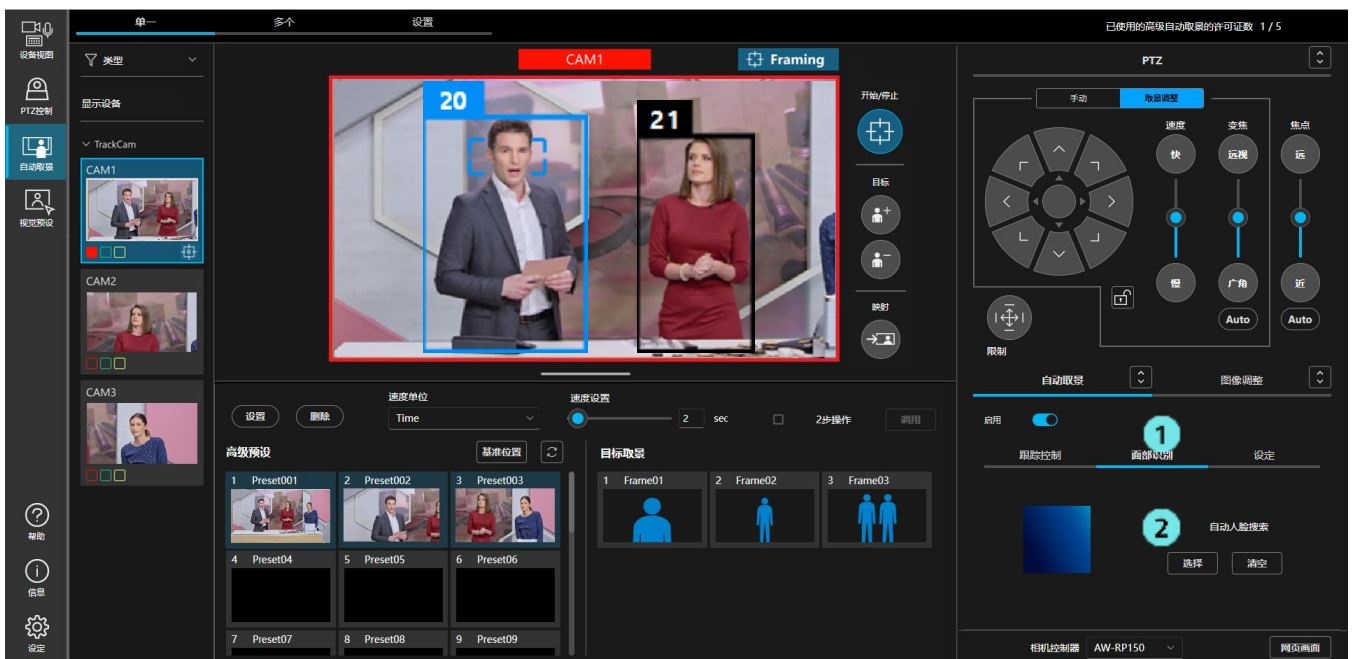 设备视图
PTZ控制
自动取景
视觉预设
帮助
信息
设定
单一
多个
设置
已使用的高级自动取景的许可证数 1 / 5
类型
显示设备
TrackCam
CAM1
CAM2
CAM3
CAM1
Framing
20
21
开始/停止
目标
映射
设置
删除
速度单位
Time
速度设置
2 sec
2步操作
调用
高级预设
基准位置
1 Preset001
2 Preset002
3 Preset003
4 Preset04
5 Preset05
6 Preset06
7 Preset07
8 Preset08
9 Preset09
目标取景
1 Frame01
2 Frame02
3 Frame03
PTZ
手动
取景调整
速度
变焦
焦点
快
远视
远
慢
广角
近
Auto
Auto
限制
自动取景
图像调整
启用
1
跟踪控制
面部识别
设定
2
自动人脸搜索
选择
清空
相机控制器
AW-RP150
网页画面